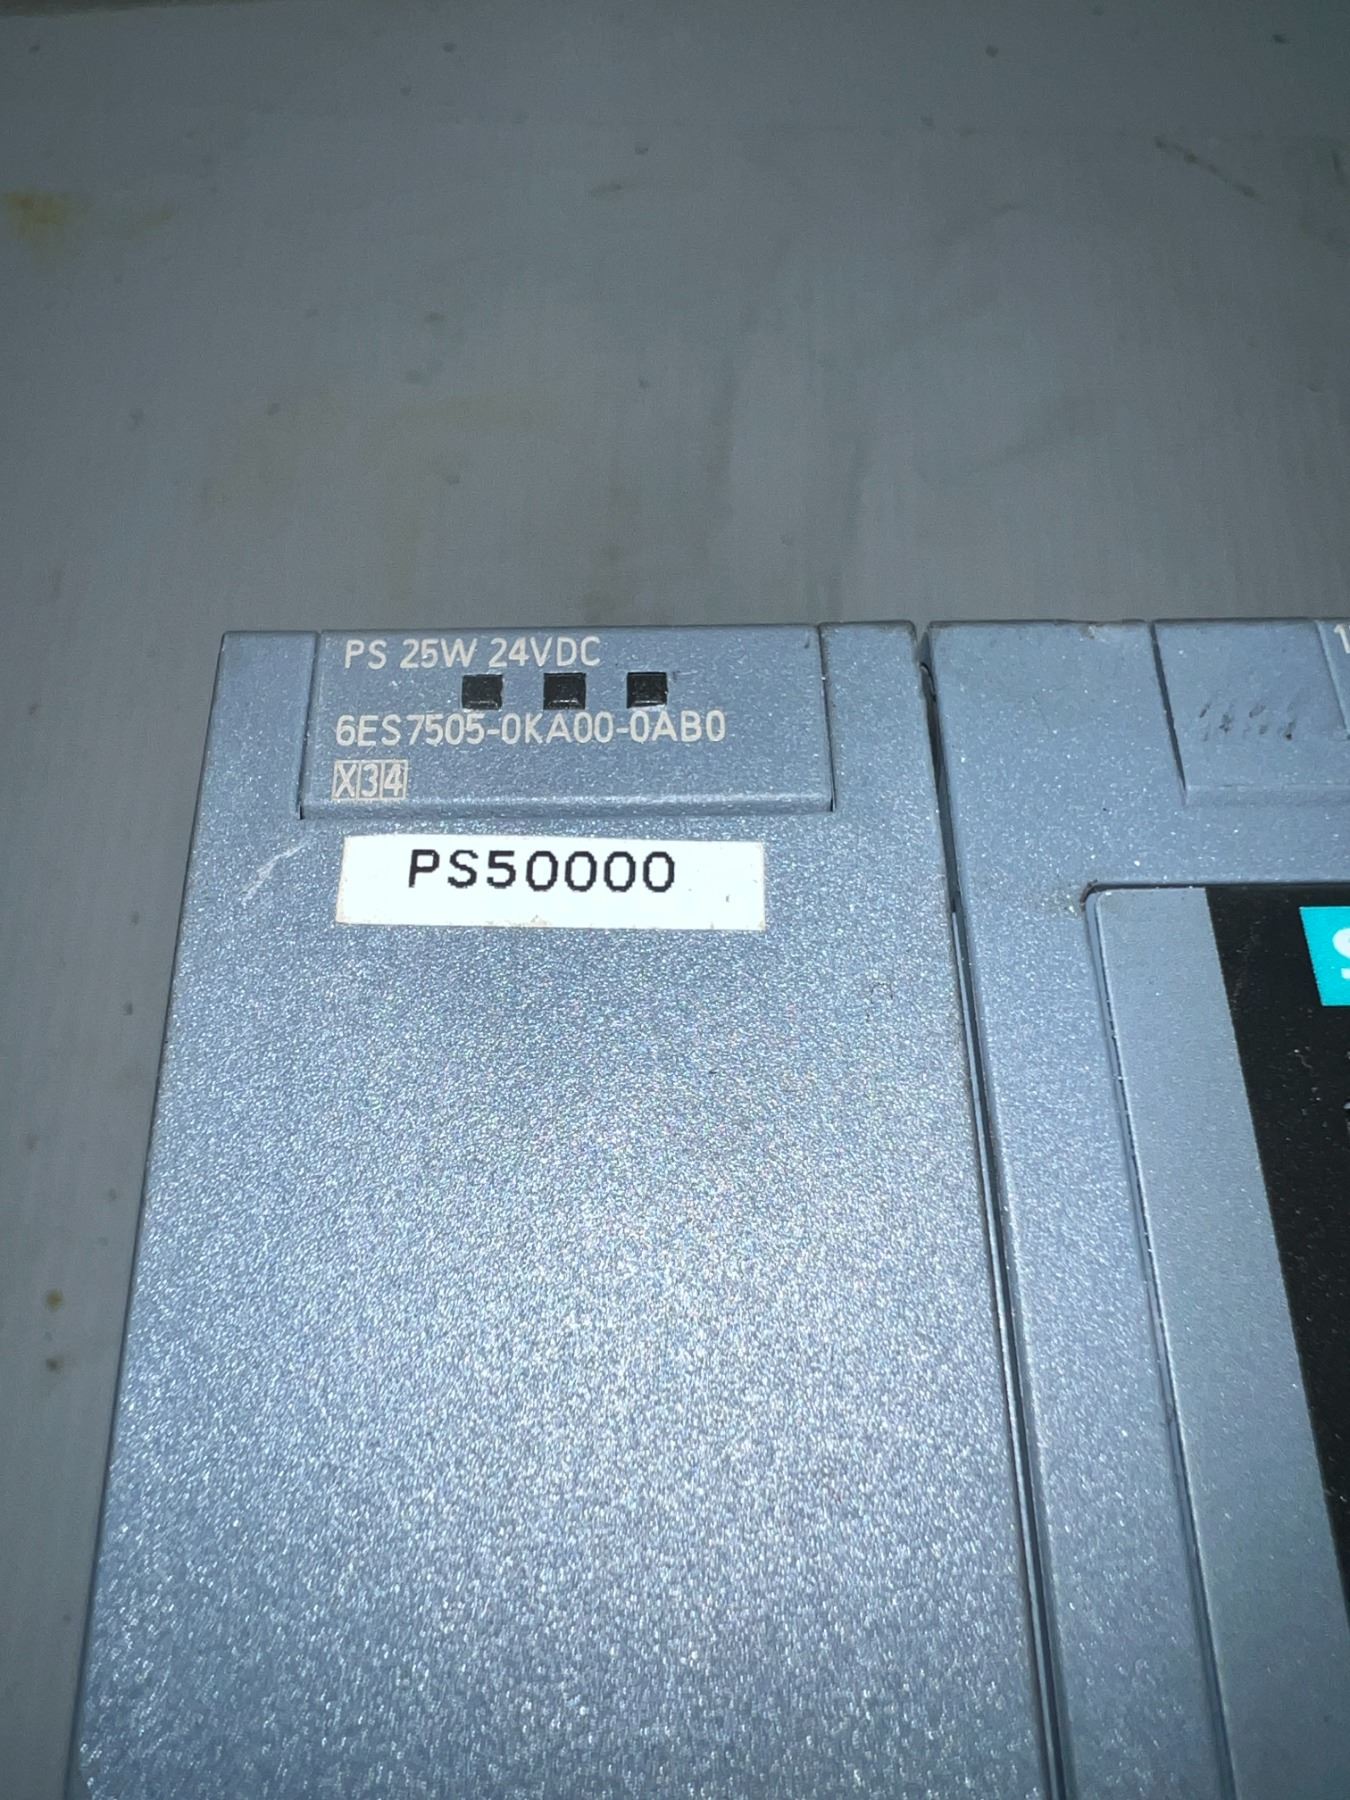 PS 25W 24VDC
6ES7505-0KA00-0AB0
X34
PS50000